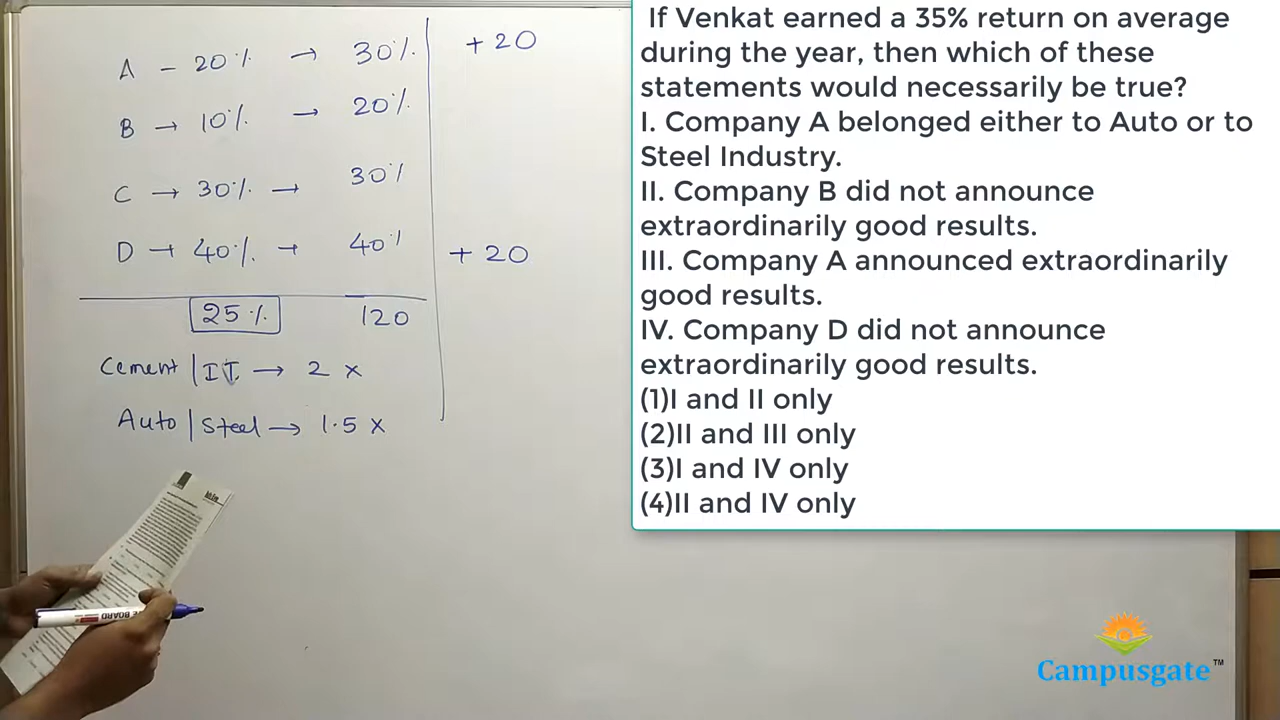 A - 20% → 30% + 20
B → 10% → 20%
C → 30% → 30%
D → 40% → 40% + 20
25% 120
Cement | IT → 2 x
Auto | Steel → 1.5 x
If Venkat earned a 35% return on average
during the year, then which of these
statements would necessarily be true?
I. Company A belonged either to Auto or to
Steel Industry.
II. Company B did not announce
extraordinarily good results.
III. Company A announced extraordinarily
good results.
IV. Company D did not announce
extraordinarily good results.
(1)I and II only
(2)II and III only
(3)I and IV only
(4)II and IV only
Campusgate™